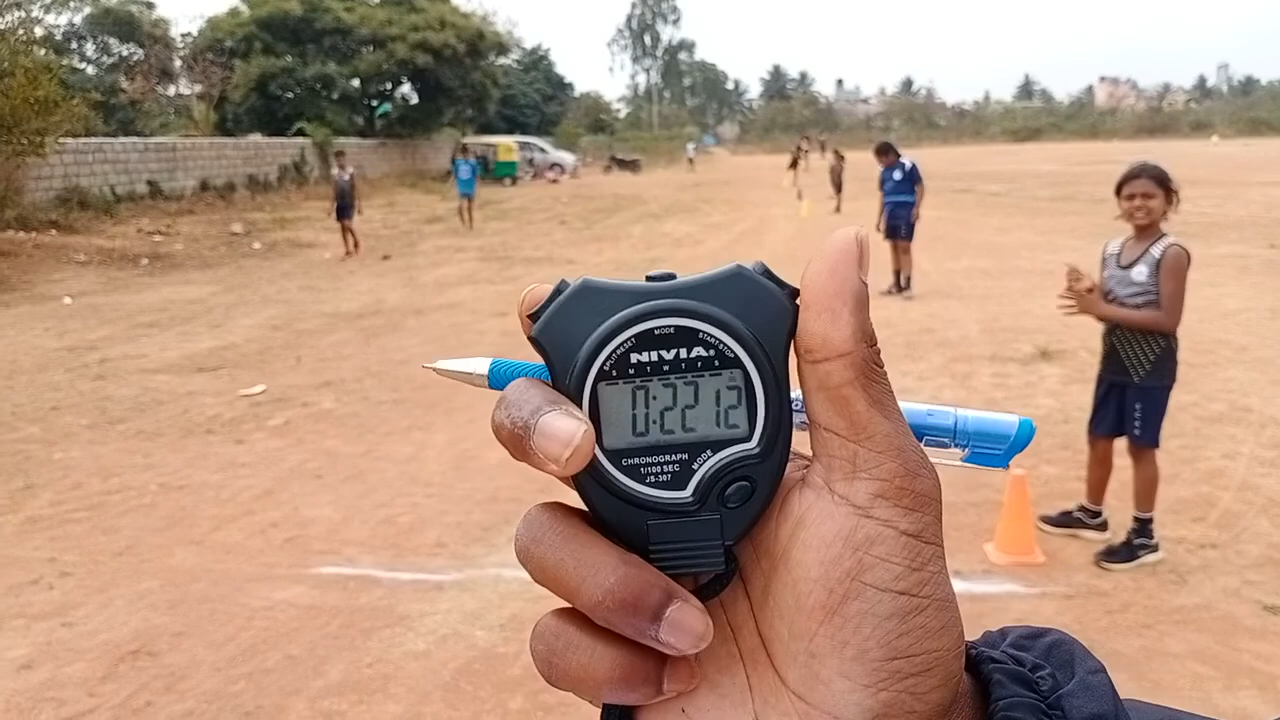 MODE
SPLIT-RESET
START-STOP
NIVIA®
S M T W T F S
0:22 12
CHRONOGRAPH
1/100 SEC
JS-307
MODE